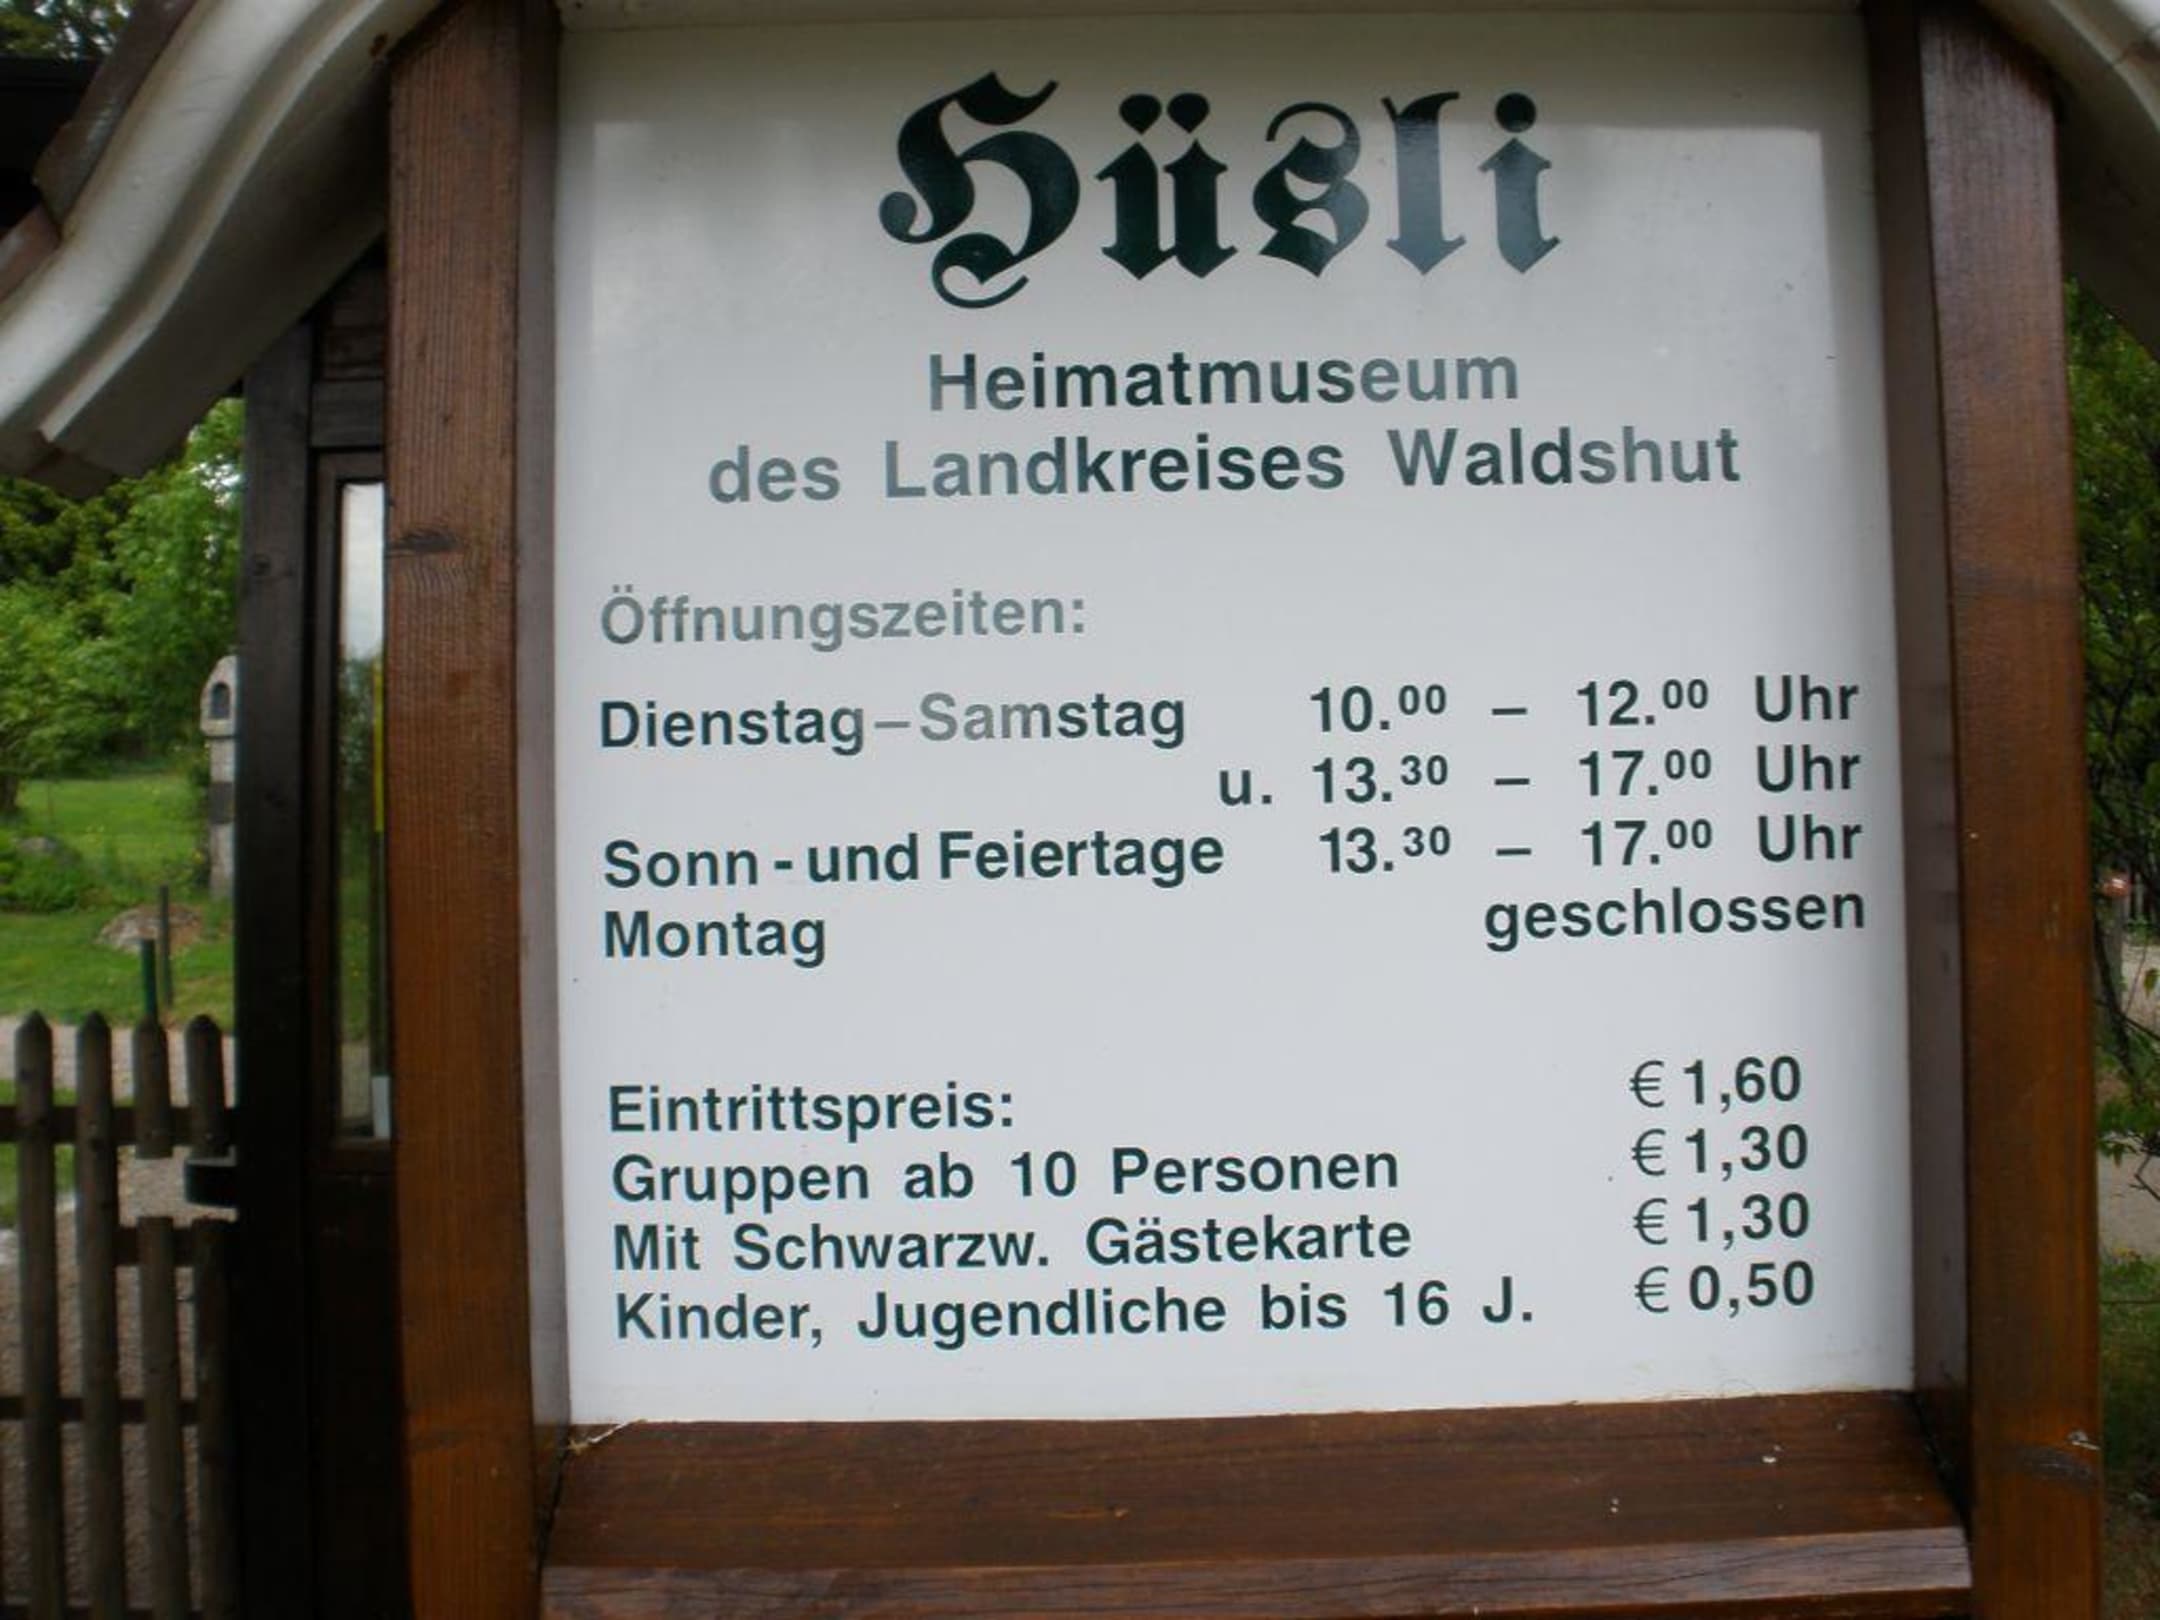 Hüsli
Heimatmuseum
des Landkreises Waldshut
Öffnungszeiten:
Dienstag–Samstag 10.00 – 12.00 Uhr
u. 13.30 – 17.00 Uhr
Sonn-und Feiertage 13.30 – 17.00 Uhr
Montag geschlossen
Eintrittspreis: € 1,60
Gruppen ab 10 Personen € 1,30
Mit Schwarzw. Gästekarte € 1,30
Kinder, Jugendliche bis 16 J. € 0,50